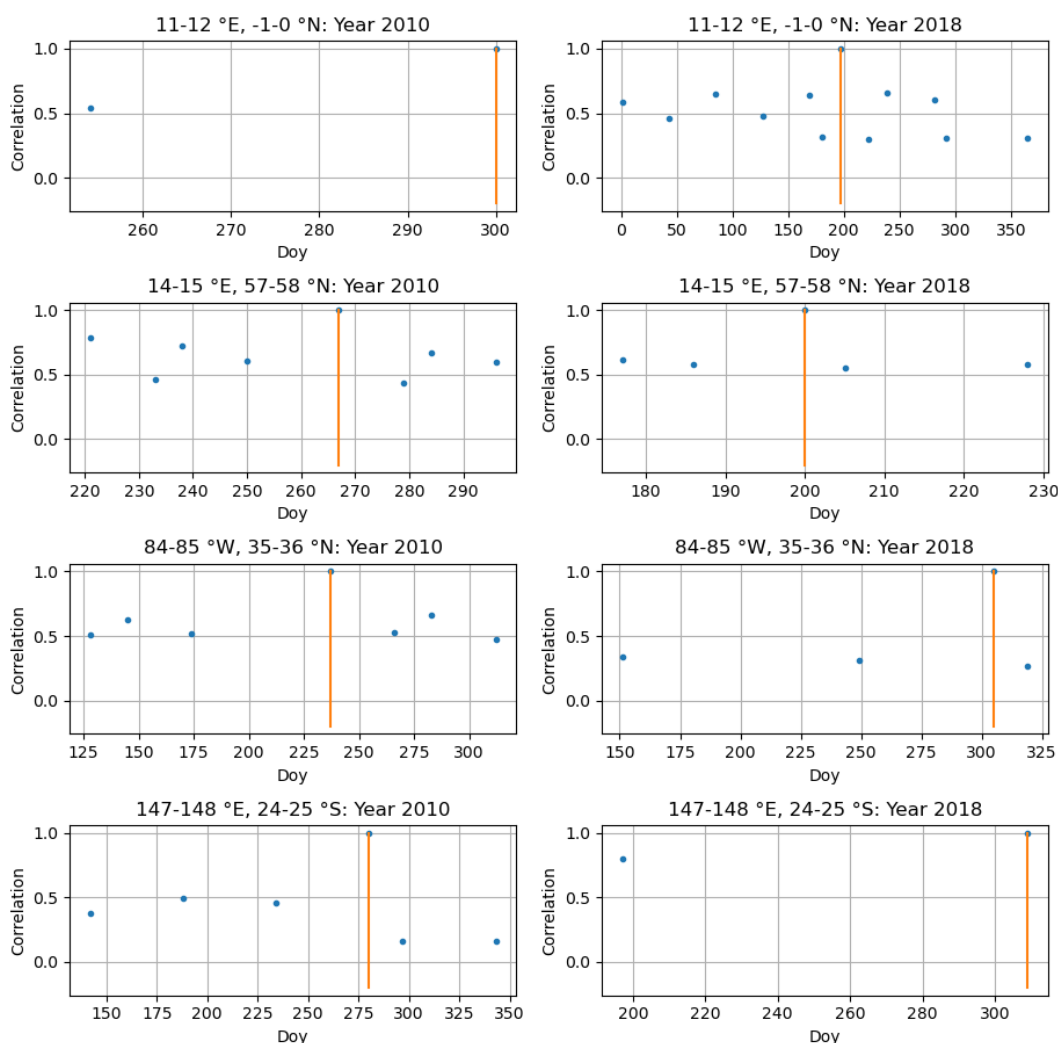 11-12 °E, -1-0 °N: Year 2010
1.0
0.5
0.0
Correlation
260 270 280 290 300
Doy
11-12 °E, -1-0 °N: Year 2018
1.0
0.5
0.0
Correlation
0 50 100 150 200 250 300 350
Doy
14-15 °E, 57-58 °N: Year 2010
1.0
0.5
0.0
Correlation
220 230 240 250 260 270 280 290
Doy
14-15 °E, 57-58 °N: Year 2018
1.0
0.5
0.0
Correlation
180 190 200 210 220 230
Doy
84-85 °W, 35-36 °N: Year 2010
1.0
0.5
0.0
Correlation
125 150 175 200 225 250 275 300
Doy
84-85 °W, 35-36 °N: Year 2018
1.0
0.5
0.0
Correlation
150 175 200 225 250 275 300 325
Doy
147-148 °E, 24-25 °S: Year 2010
1.0
0.5
0.0
Correlation
150 175 200 225 250 275 300 325 350
Doy
147-148 °E, 24-25 °S: Year 2018
1.0
0.5
0.0
Correlation
200 220 240 260 280 300
Doy